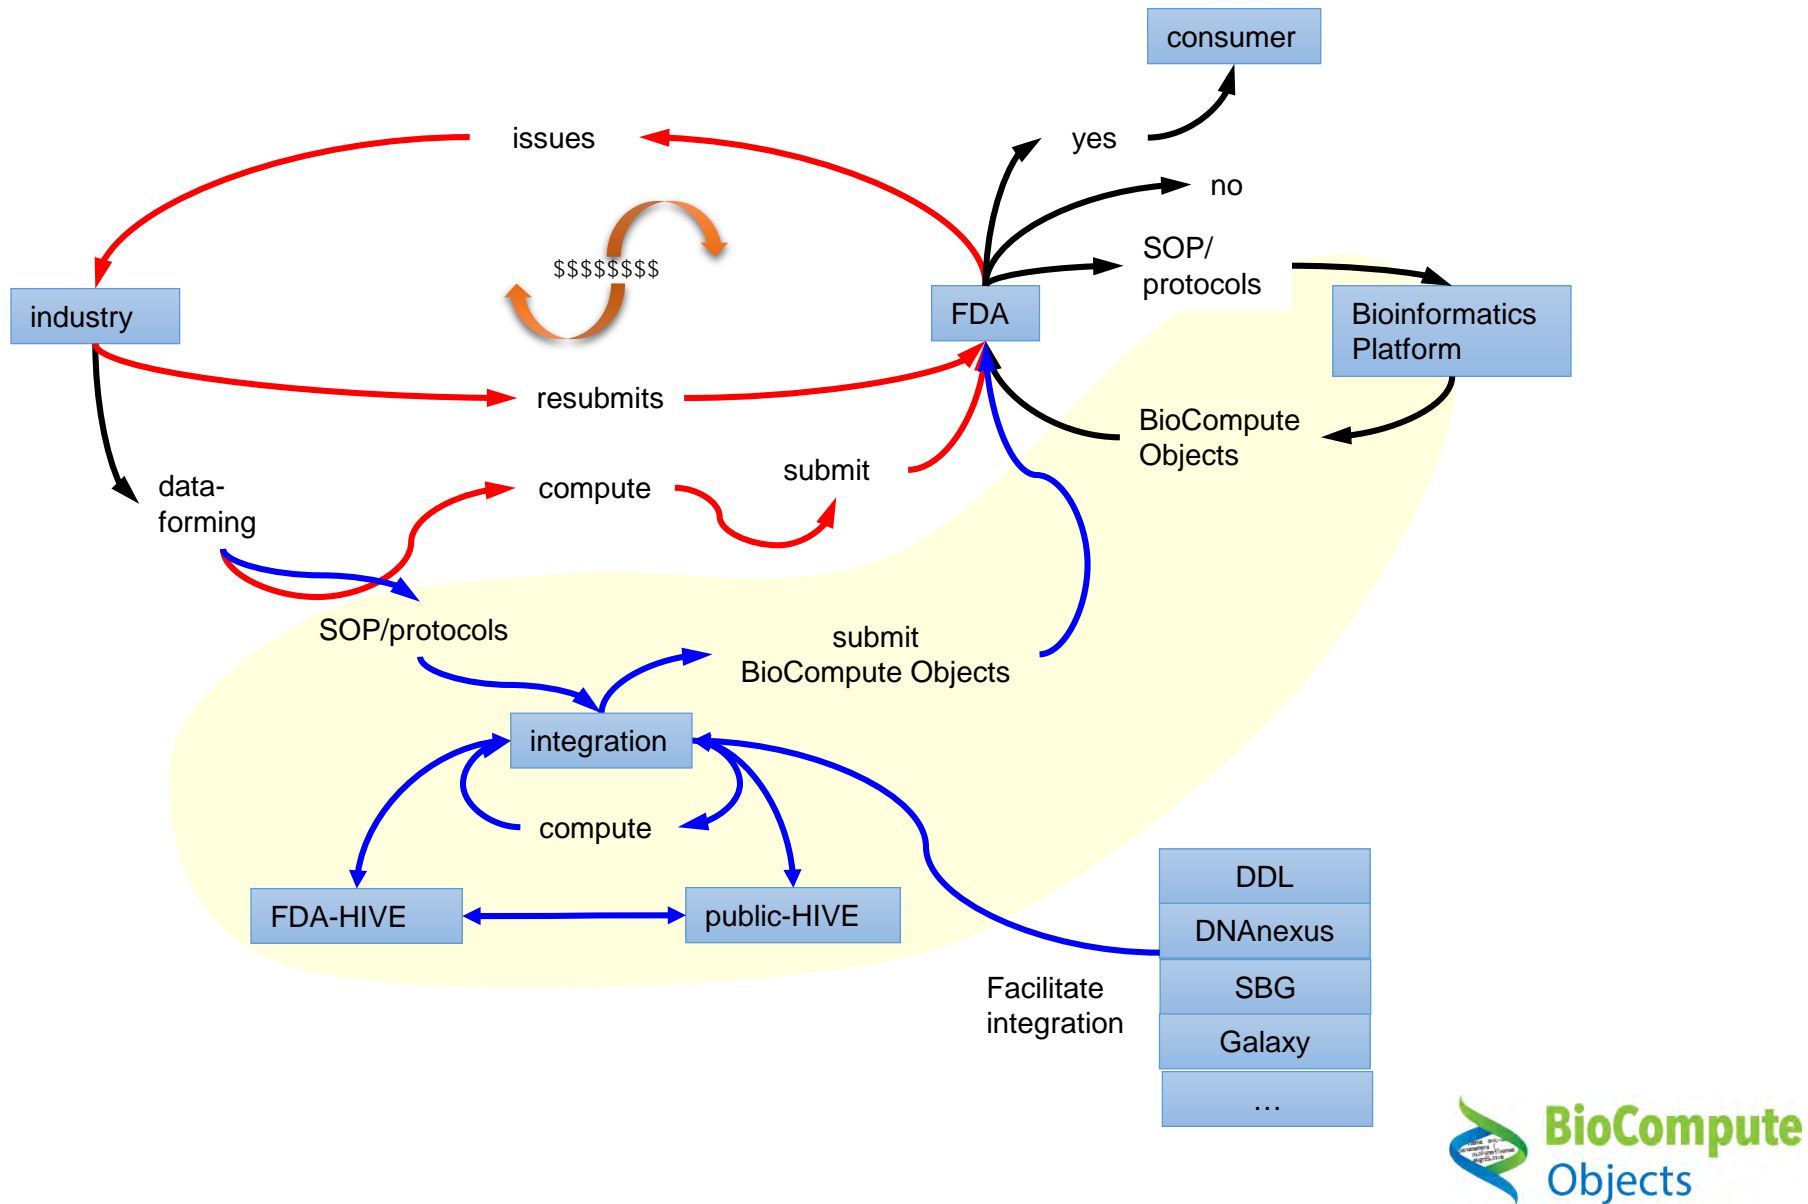 consumer
issues
yes
no
SOP/
protocols
$$$$$$$$
industry
FDA
Bioinformatics
Platform
resubmits
BioCompute
Objects
data-
forming
compute
submit
SOP/protocols
submit
BioCompute Objects
integration
compute
FDA-HIVE
public-HIVE
DDL
DNAnexus
SBG
Galaxy
…
Facilitate
integration
BioCompute
Objects